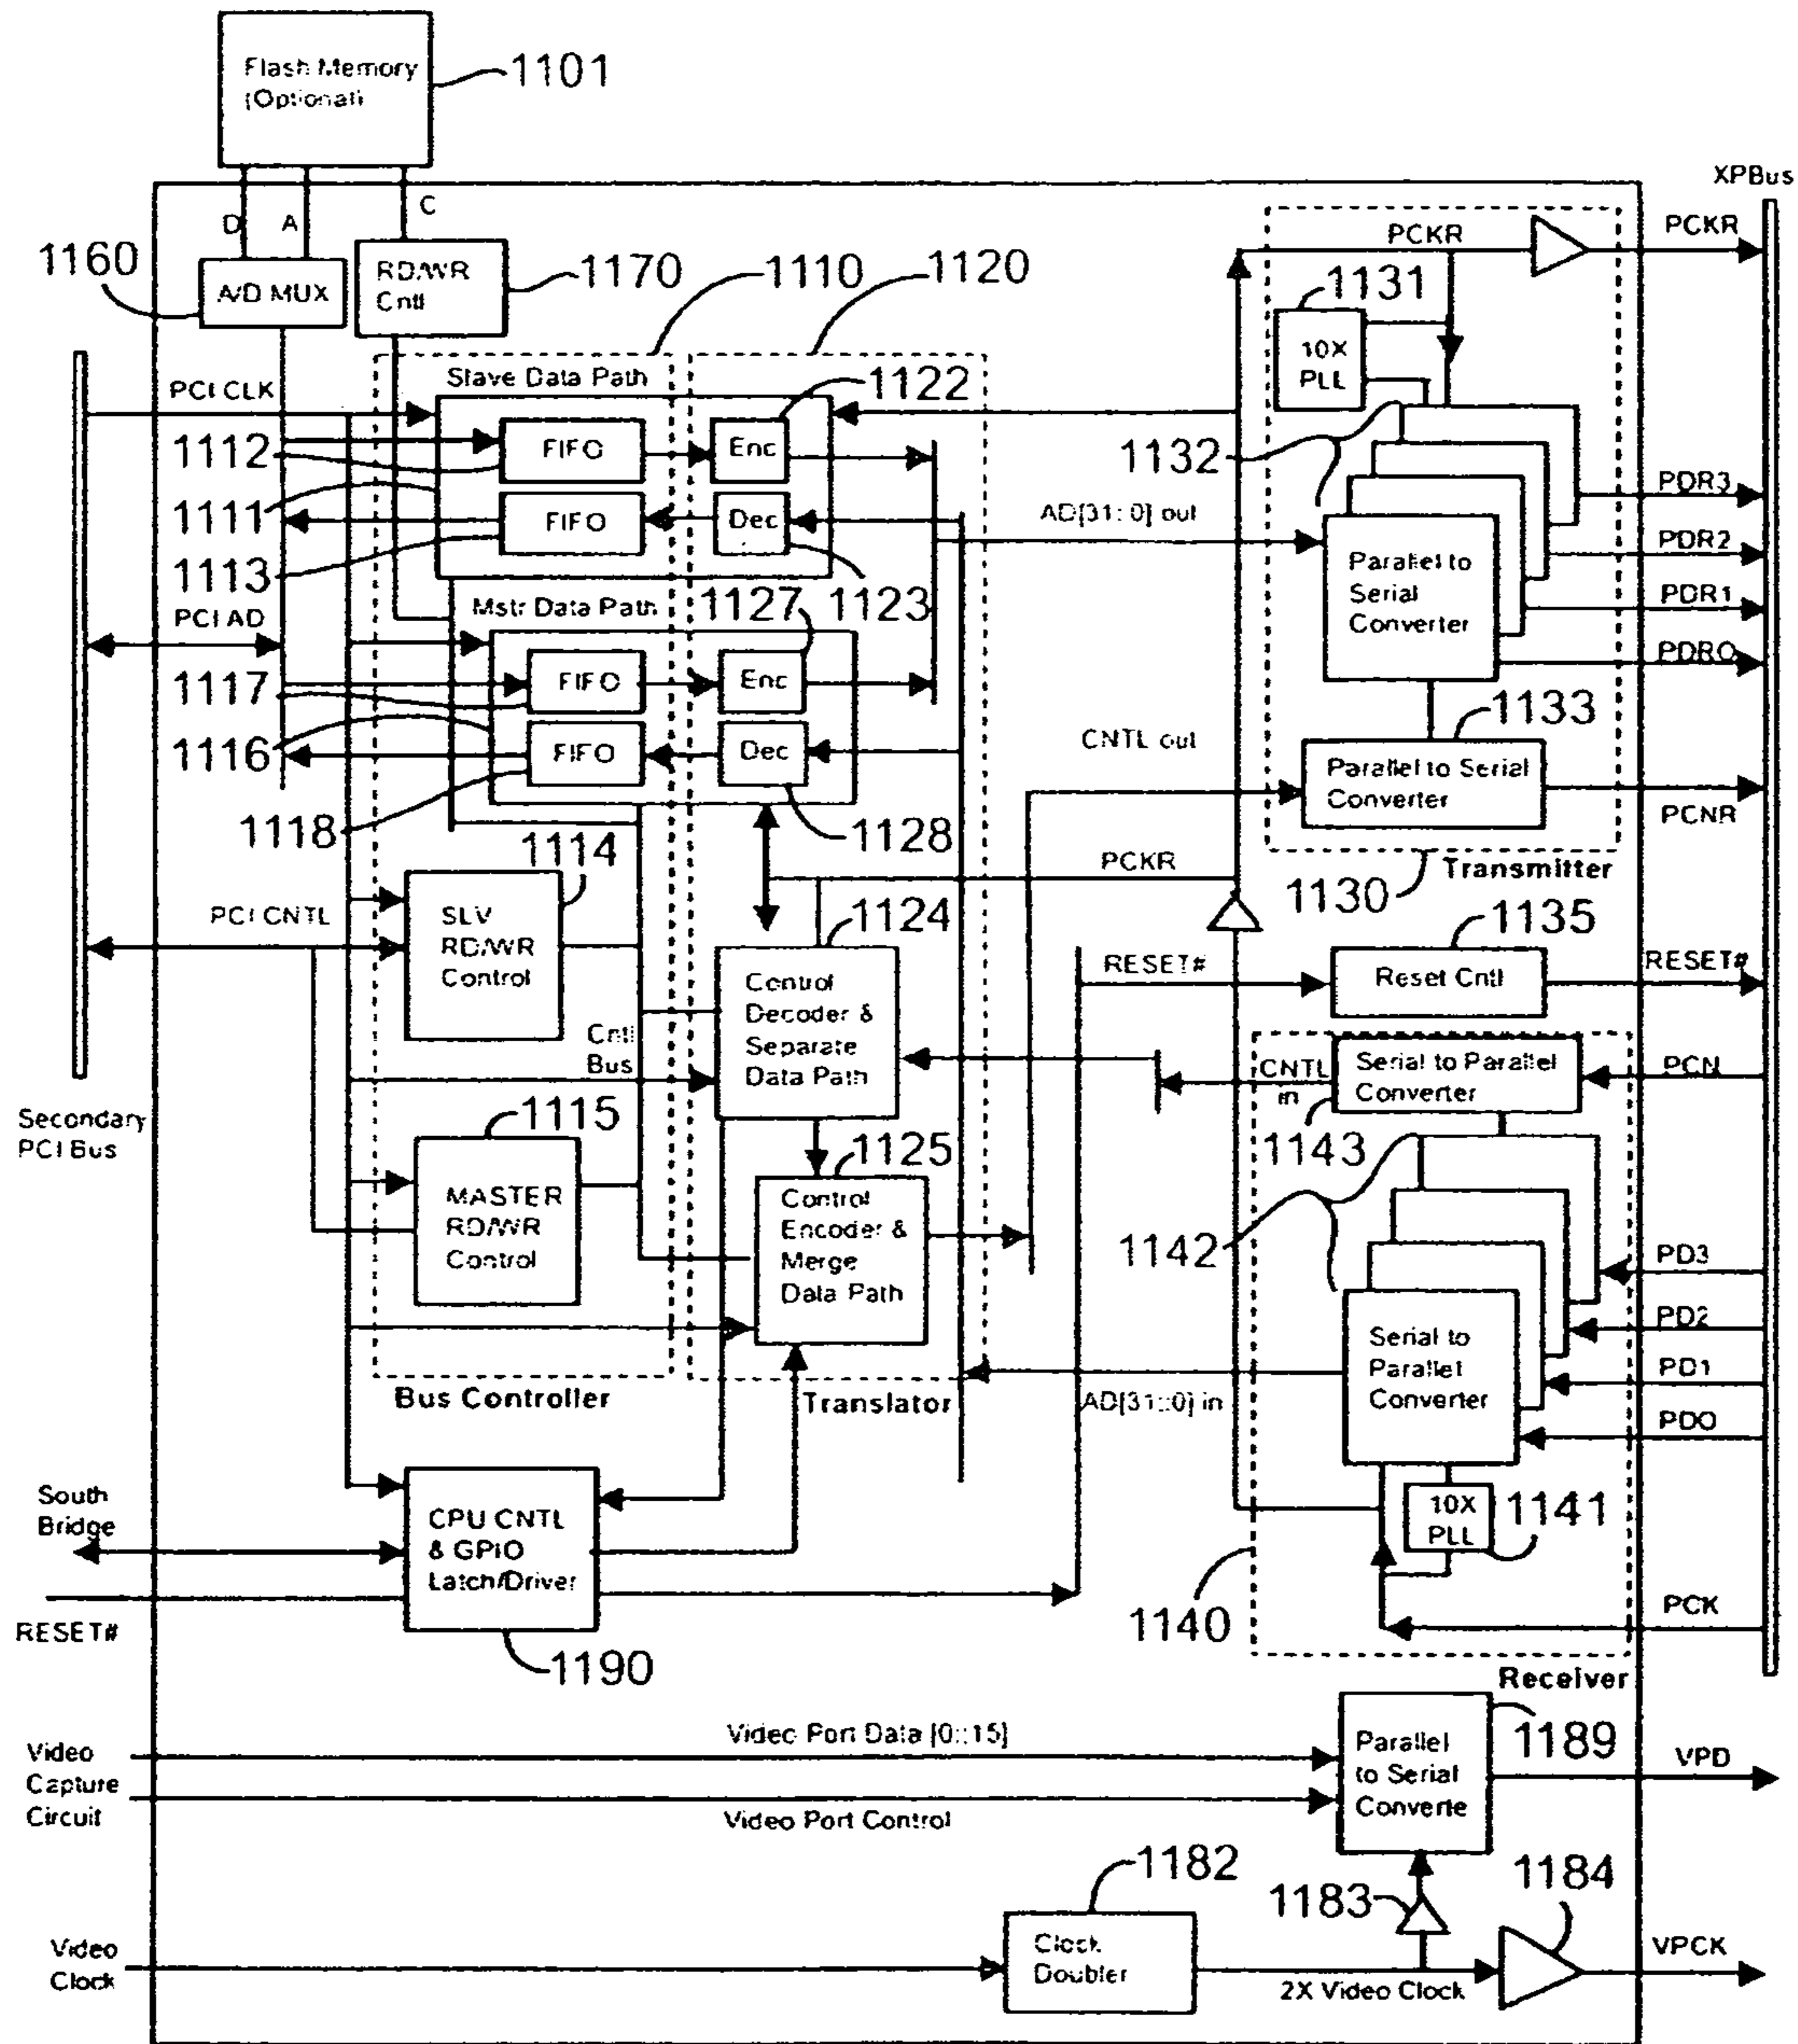 Flash Memory
(Optional)
1101
XPBus
D
A
C
1160
A/D MUX
RD/WR
Cntl
1170
1110
1120
PCKR
PCKR
1131
10X
PLL
PCI CLK
Slave Data Path
1122
1112
FIFO
Enc
1132
1111
FIFO
Dec
AD[31::0] out
PDR3
1113
Parallel to
Serial
Converter
PDR2
PCI AD
Mstr Data Path
1127
1123
PDR1
1117
FIFO
Enc
PDR0
1116
FIFO
Dec
CNTL out
1133
Parallel to Serial
Converter
1118
1128
PCNR
1114
PCKR
Transmitter
1130
PCI CNTL
SLV
RD/WR
Control
1124
1135
Control
Decoder &
Separate
Data Path
RESET#
Reset Cntl
RESET#
Cntl
Bus
CNTL
in
Serial to Parallel
Converter
PCN
Secondary
PCI Bus
1115
1125
1143
MASTER
RD/WR
Control
Control
Encoder &
Merge
Data Path
1142
PD3
PD2
Serial to
Parallel
Converter
PD1
Bus Controller
Translator
AD[31::0] in
PD0
South
Bridge
CPU CNTL
& GPIO
Latch/Driver
10X
PLL
1141
RESET#
1140
PCK
1190
Receiver
Video
Capture
Circuit
Video Port Data [0::15]
Parallel
to Serial
Converte
1189
VPD
Video Port Control
1182
1183
1184
Video
Clock
Clock
Doubler
2X Video Clock
VPCK